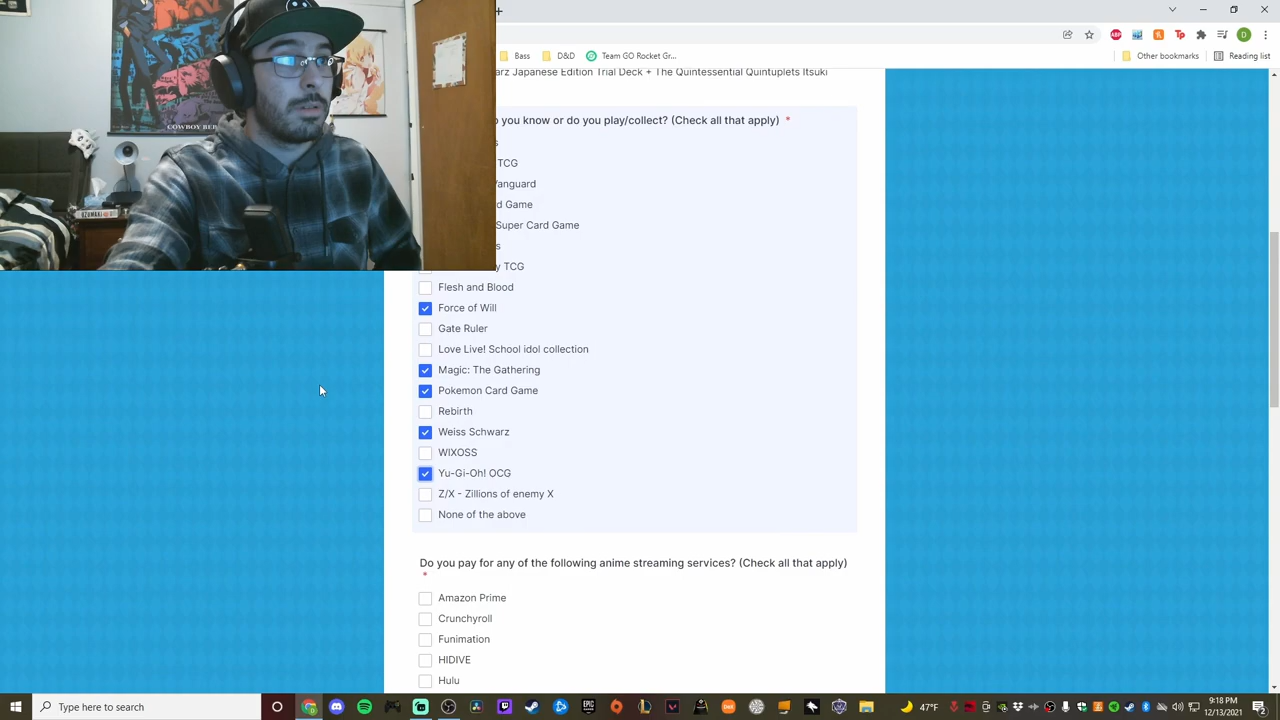 Bass
D&D
Team GO Rocket Gr...
Other bookmarks
Reading list
COWBOY BEB
UZUMAKI
arz Japanese Edition Trial Deck + The Quintessential Quintuplets Itsuki
you know or do you play/collect? (Check all that apply) *
s
TCG
Vanguard
d Game
Super Card Game
s
y TCG
Flesh and Blood
Force of Will
Gate Ruler
Love Live! School idol collection
Magic: The Gathering
Pokemon Card Game
Rebirth
Weiss Schwarz
WIXOSS
Yu-Gi-Oh! OCG
Z/X - Zillions of enemy X
None of the above
Do you pay for any of the following anime streaming services? (Check all that apply)
*
Amazon Prime
Crunchyroll
Funimation
HIDIVE
Hulu
Type here to search
47°F
9:18 PM
12/13/2021